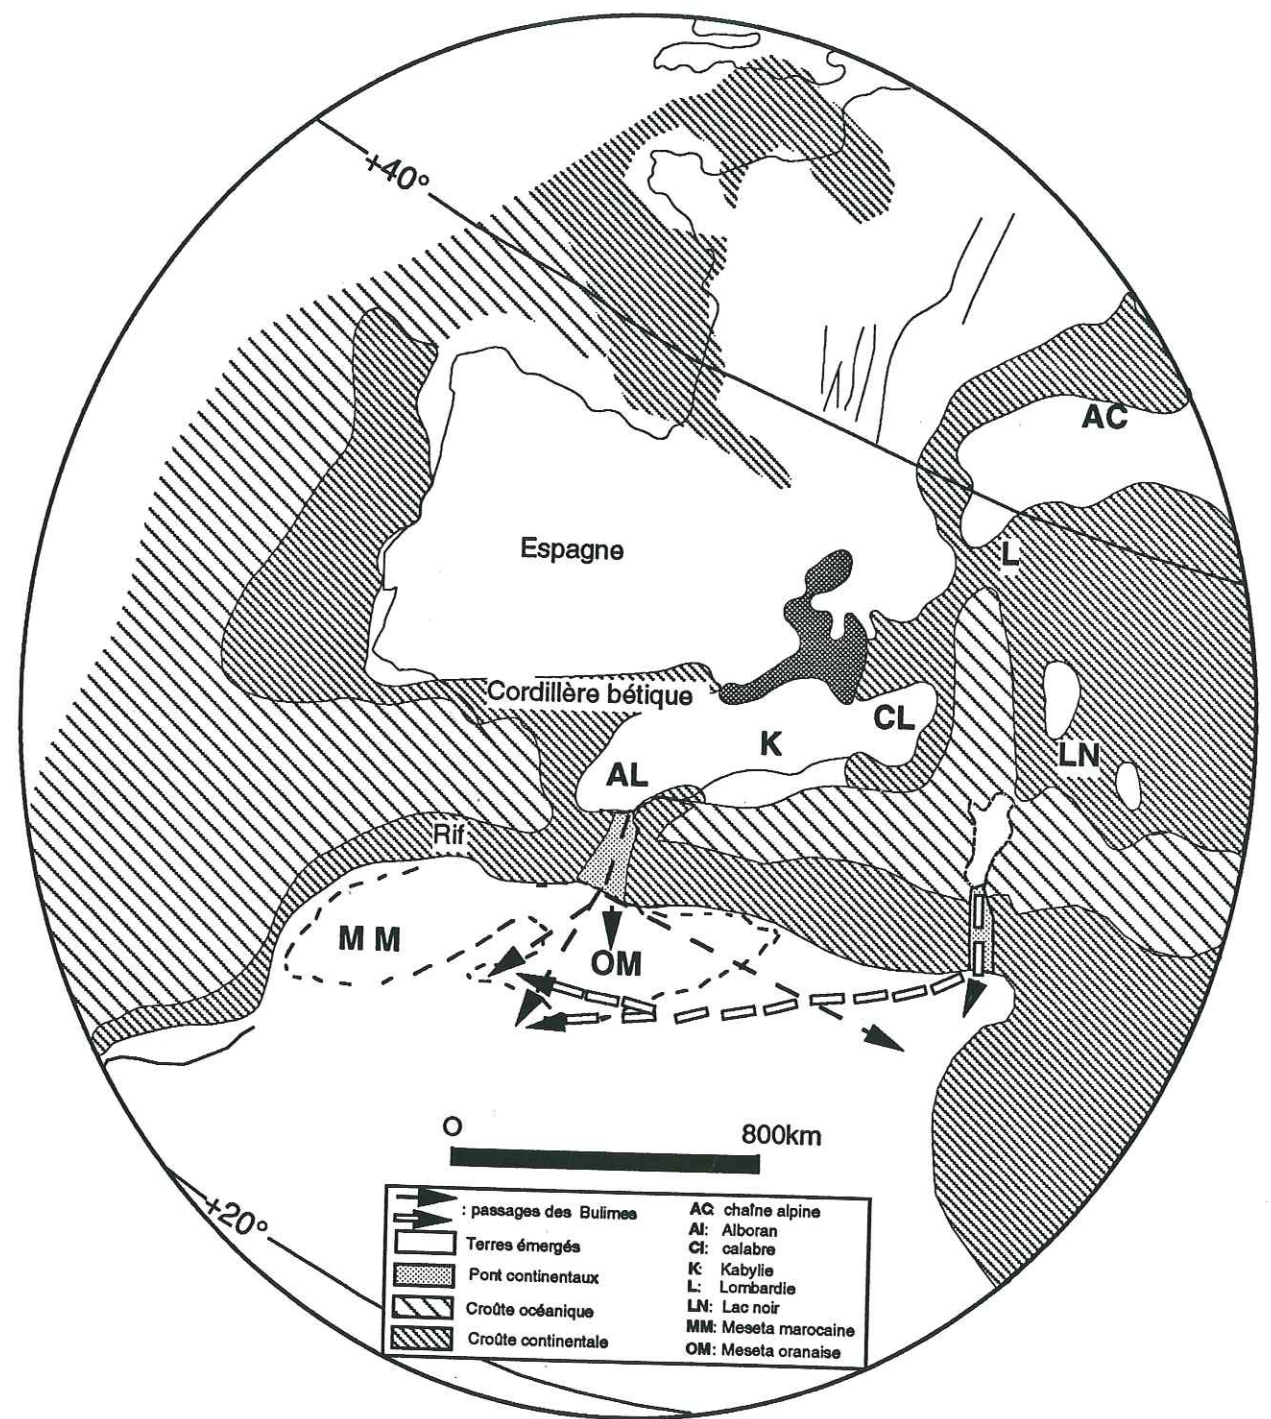 +40°
AC
Espagne
L
Cordillère bétique
CL
K
LN
AL
Rif
M M
OM
O 800km
+20°
: passages des Bulimes
Terres émergés
Pont continentaux
Croûte océanique
Croûte continentale
AC: chaîne alpine
Al: Alboran
Cl: calabre
K: Kabylie
L: Lombardie
LN: Lac noir
MM: Meseta marocaine
OM: Meseta oranaise